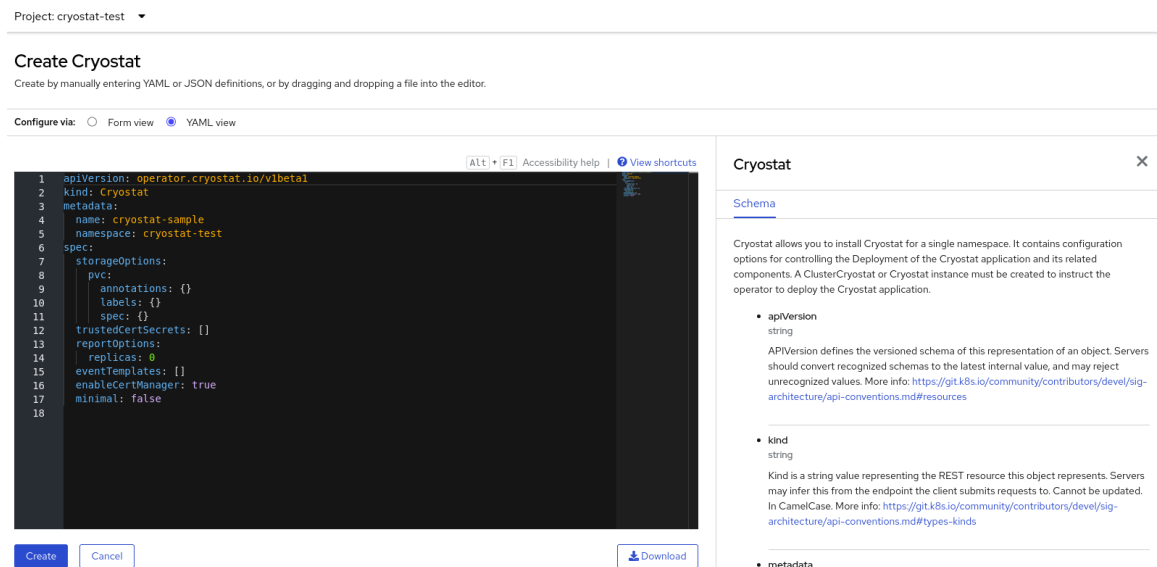 Project: cryostat-test
Create Cryostat
Create by manually entering YAML or JSON definitions, or by dragging and dropping a file into the editor.
Configure via: Form view YAML view
Alt + F1 Accessibility help | View shortcuts
1 apiVersion: operator.cryostat.io/v1beta1
2 kind: Cryostat
3 metadata:
4 name: cryostat-sample
5 namespace: cryostat-test
6 spec:
7 storageOptions:
8 pvc:
9 annotations: {}
10 labels: {}
11 spec: {}
12 trustedCertSecrets: []
13 reportOptions:
14 replicas: 0
15 eventTemplates: []
16 enableCertManager: true
17 minimal: false
18
Create Cancel Download
Cryostat
Schema
Cryostat allows you to install Cryostat for a single namespace. It contains configuration
options for controlling the Deployment of the Cryostat application and its related
components. A ClusterCryostat or Cryostat instance must be created to instruct the
operator to deploy the Cryostat application.
• apiVersion
string
APIVersion defines the versioned schema of this representation of an object. Servers
should convert recognized schemas to the latest internal value, and may reject
unrecognized values. More info: https://git.k8s.io/community/contributors/devel/sig-
architecture/api-conventions.md#resources
• kind
string
Kind is a string value representing the REST resource this object represents. Servers
may infer this from the endpoint the client submits requests to. Cannot be updated.
In CamelCase. More info: https://git.k8s.io/community/contributors/devel/sig-
architecture/api-conventions.md#types-kinds
• metadata